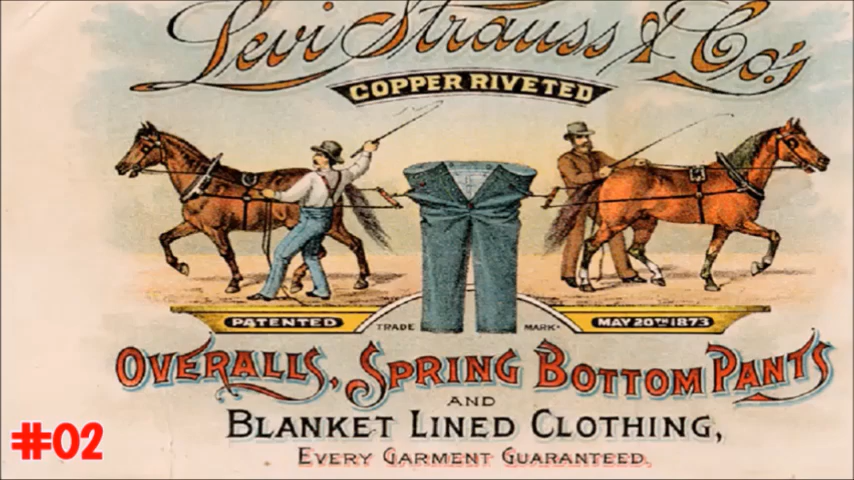 Levi Strauss & Co's
COPPER RIVETED
PATENTED
TRADE MARK.
MAY 20TH 1873
OVERALLS, SPRING BOTTOM PANTS
AND
BLANKET LINED CLOTHING,
EVERY GARMENT GUARANTEED.
#02